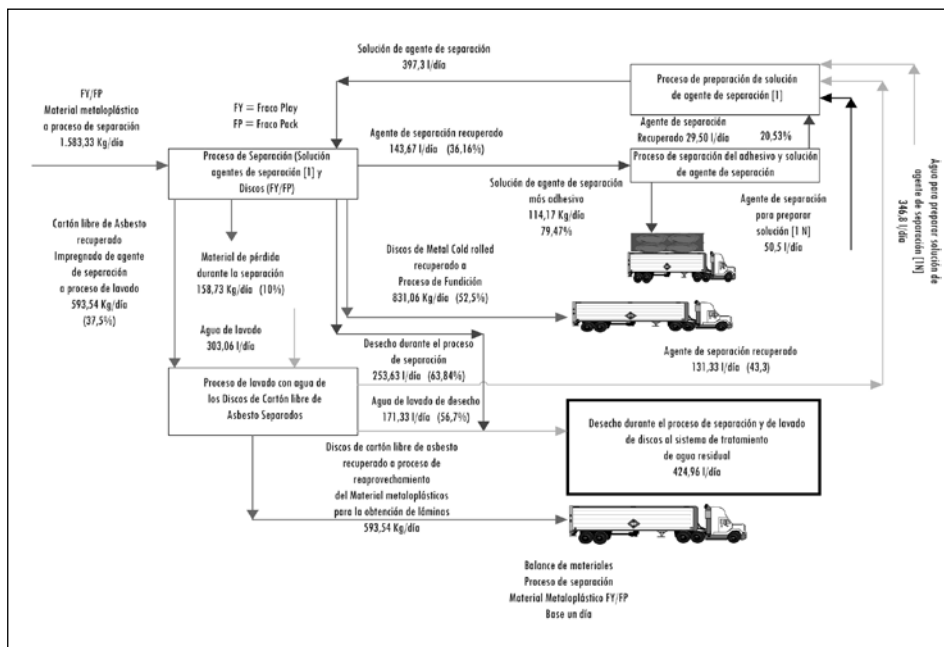 Solución de agente de separación
397,3 l/día
Proceso de preparación de solución
de agente de separación [1]
FY/FP
Material metaloplástico
a proceso de separación
1.583,33 Kg/día
FY = Fraco Play
FP = Fraco Pack
Agente de separación recuperado
143,67 l/día (36,16%)
Agente de separación
Recuperado 29,50 l/día
20,53%
Proceso de Separación (Solución
agentes de separación [1] y
Discos (FY/FP)
Proceso de separación del adhesivo y solución
de agente de separación
Agua para preparar solución de
agente de separación [1N]
346,8 l/día
Solución de agente de separación
más adhesivo
114,17 Kg/día
79,47%
Agente de separación
para preparar
solución [1 N]
50,5 l/día
Cartón libre de Asbesto
recuperado
Impregnado de agente
de separación
a proceso de lavado
593,54 Kg/día
(37,5%)
Material de pérdida
durante la separación
158,73 Kg/día (10%)
Discos de Metal Cold rolled
recuperado a
Proceso de Fundición
831,06 Kg/día (52,5%)
Agua de lavado
303,06 l/día
Desecho durante el proceso
de separación
253,63 l/día (63,84%)
Agente de separación recuperado
131,33 l/día (43,3)
Proceso de lavado con agua de
los Discos de Cartón libre de
Asbesto Separados
Agua de lavado de desecho
171,33 l/día (56,7%)
Desecho durante el proceso de separación y de lavado
de discos al sistema de tratamiento
de agua residual
424,96 l/día
Discos de cartón libre de asbesto
recuperado a proceso de
reaprovechamiento
del Material metaloplásticos
para la obtención de láminas
593,54 Kg/día
Balance de materiales
Proceso de separación
Material Metaloplástico FY/FP
Base un día